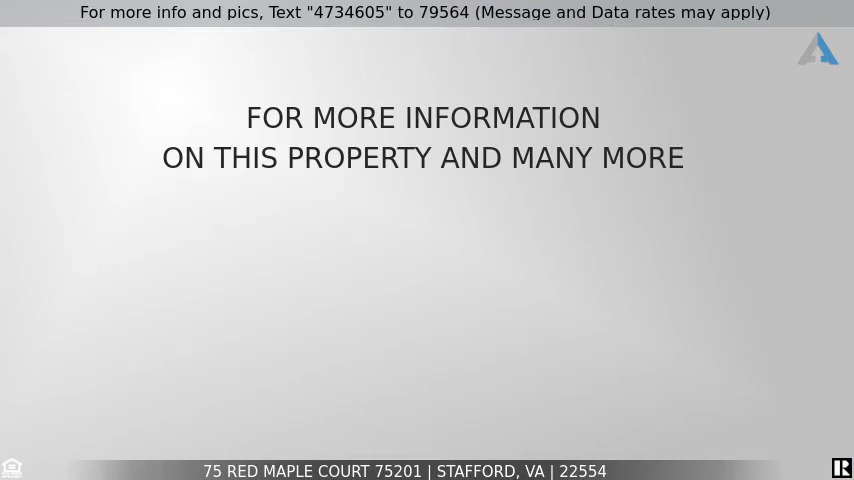 For more info and pics, Text "4734605" to 79564 (Message and Data rates may apply)
FOR MORE INFORMATION
ON THIS PROPERTY AND MANY MORE
75 RED MAPLE COURT 75201 | STAFFORD, VA | 22554